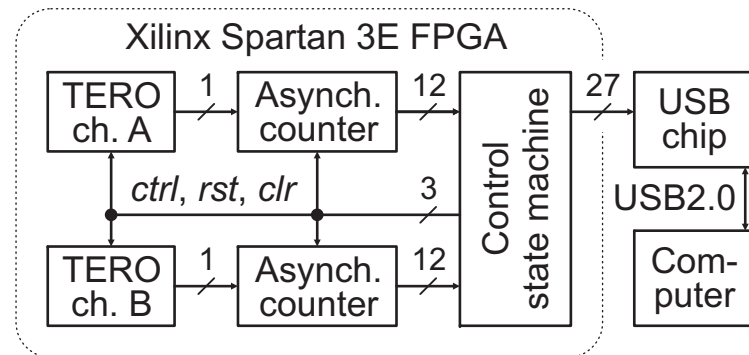 Xilinx Spartan 3E FPGA
TERO
ch. A
1
Asynch.
counter
12
Control
state machine
27
USB
chip
ctrl, rst, clr
3
USB2.0
TERO
ch. B
1
Asynch.
counter
12
Com-
puter